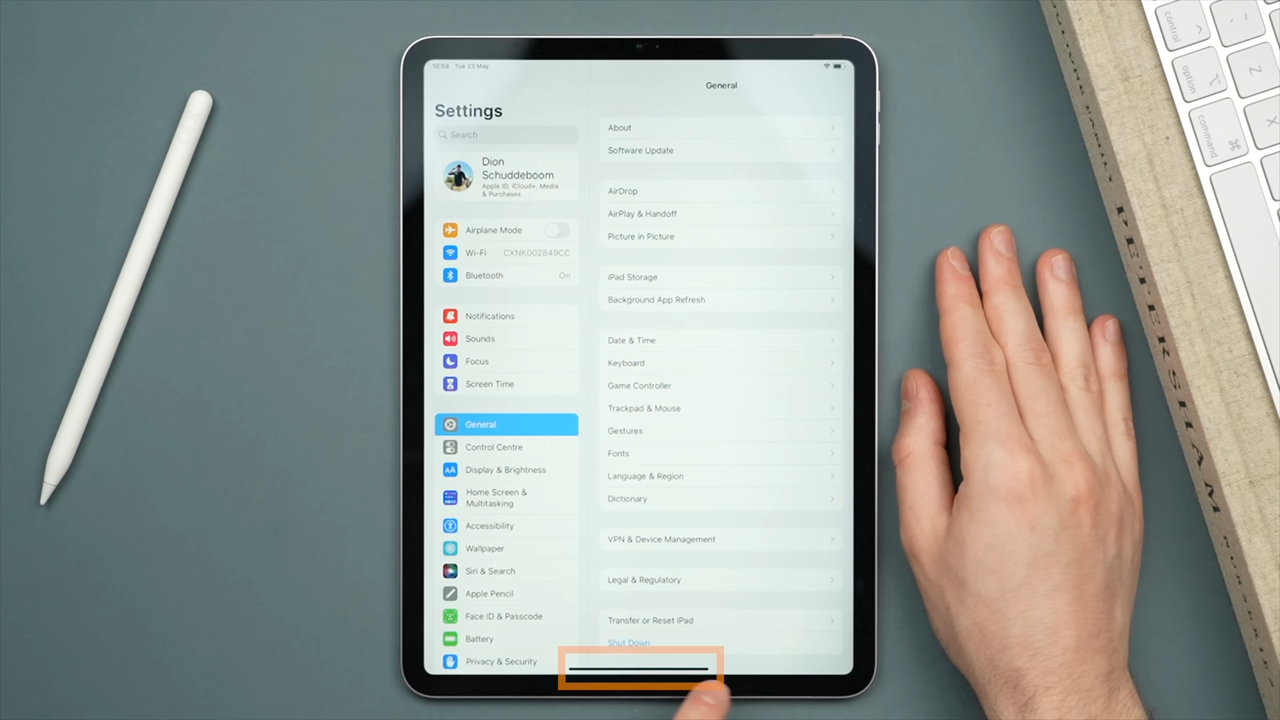 12:58 Tue 23 May
Settings
Search
Dion
Schuddeboom
Apple ID, iCloud+, Media
& Purchases
Airplane Mode
Wi-Fi CXNK002849CC
Bluetooth On
Notifications
Sounds
Focus
Screen Time
General
Control Centre
AA Display & Brightness
Home Screen &
Multitasking
Accessibility
Wallpaper
Siri & Search
Apple Pencil
Face ID & Passcode
Battery
Privacy & Security
General
About
Software Update
AirDrop
AirPlay & Handoff
Picture in Picture
iPad Storage
Background App Refresh
Date & Time
Keyboard
Game Controller
Trackpad & Mouse
Gestures
Fonts
Language & Region
Dictionary
VPN & Device Management
Legal & Regulatory
Transfer or Reset iPad
Shut Down
control
option
command
Z
X